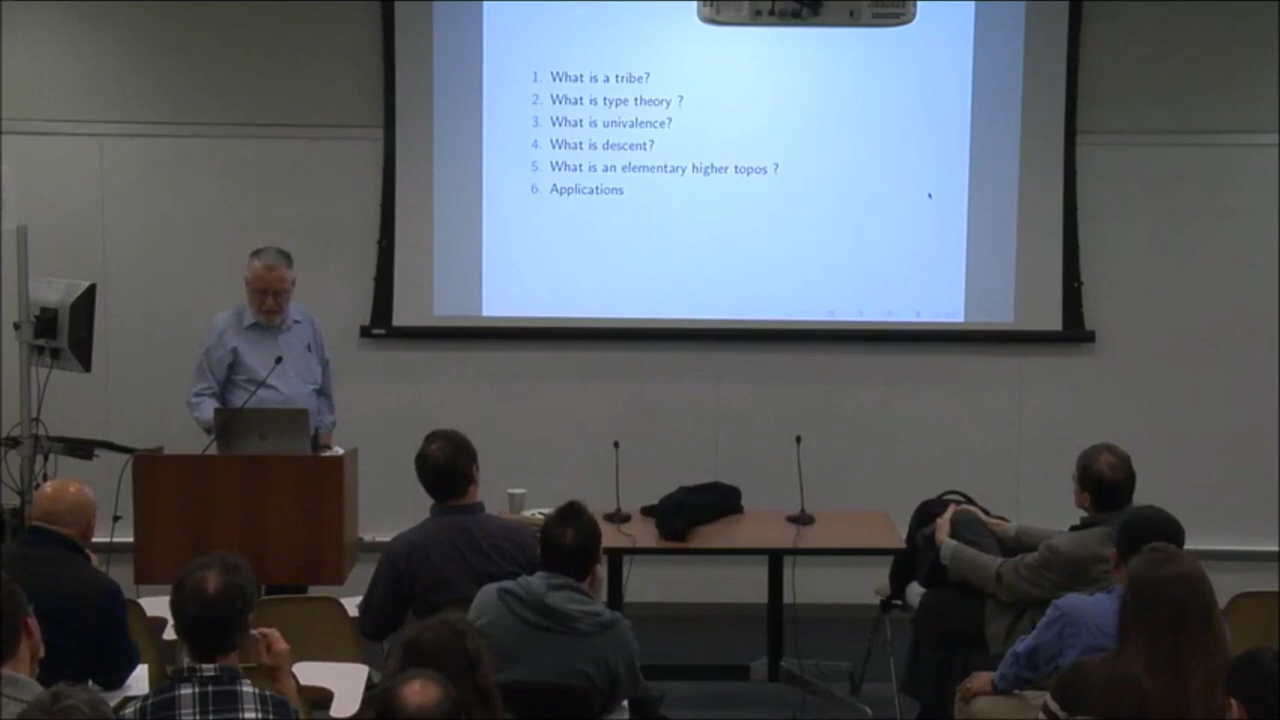 1. What is a tribe?
2. What is type theory ?
3. What is univalence?
4. What is descent?
5. What is an elementary higher topos ?
6. Applications